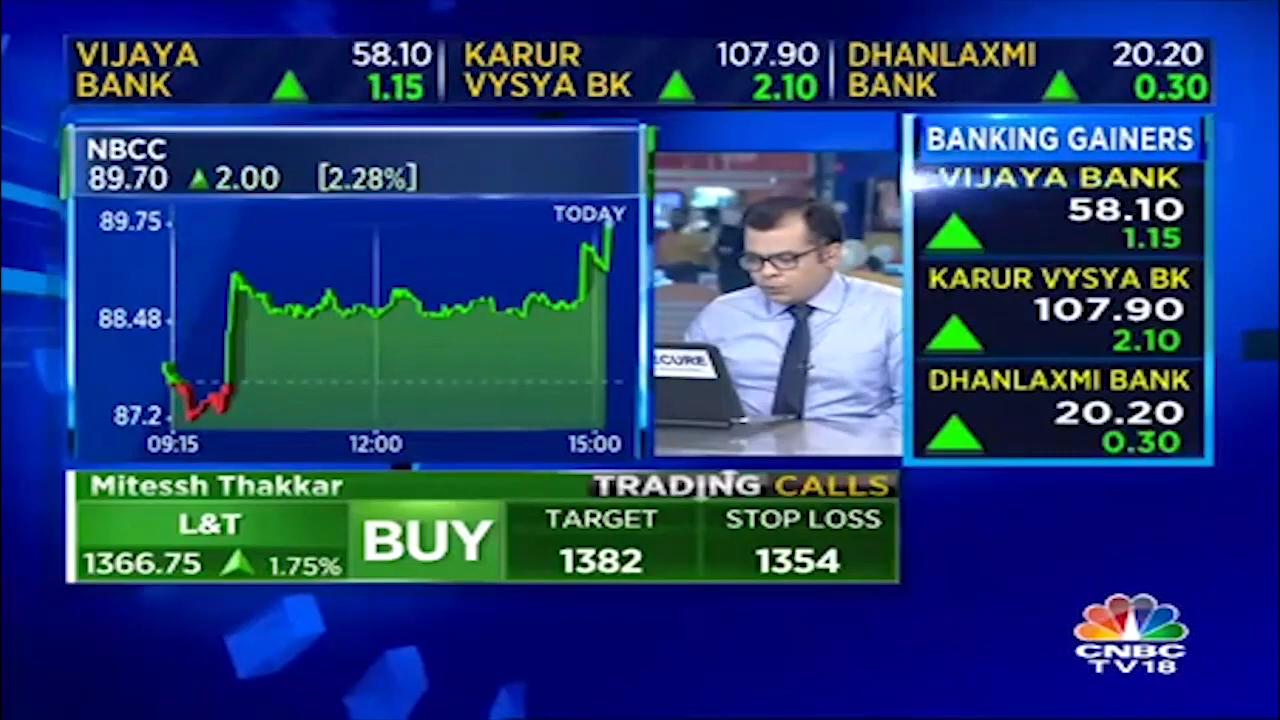 VIJAYA
BANK
58.10
1.15
KARUR
VYSYA BK
107.90
2.10
DHANLAXMI
BANK
20.20
0.30
NBCC
89.70 2.00 [2.28%]
TODAY
89.75
88.48
87.2
09:15 12:00 15:00
ECURE
BANKING GAINERS
VIJAYA BANK
58.10
1.15
KARUR VYSYA BK
107.90
2.10
DHANLAXMI BANK
20.20
0.30
Mitessh Thakkar
TRADING CALLS
L&T
1366.75 1.75%
BUY
TARGET
1382
STOP LOSS
1354
CNBC
TV18